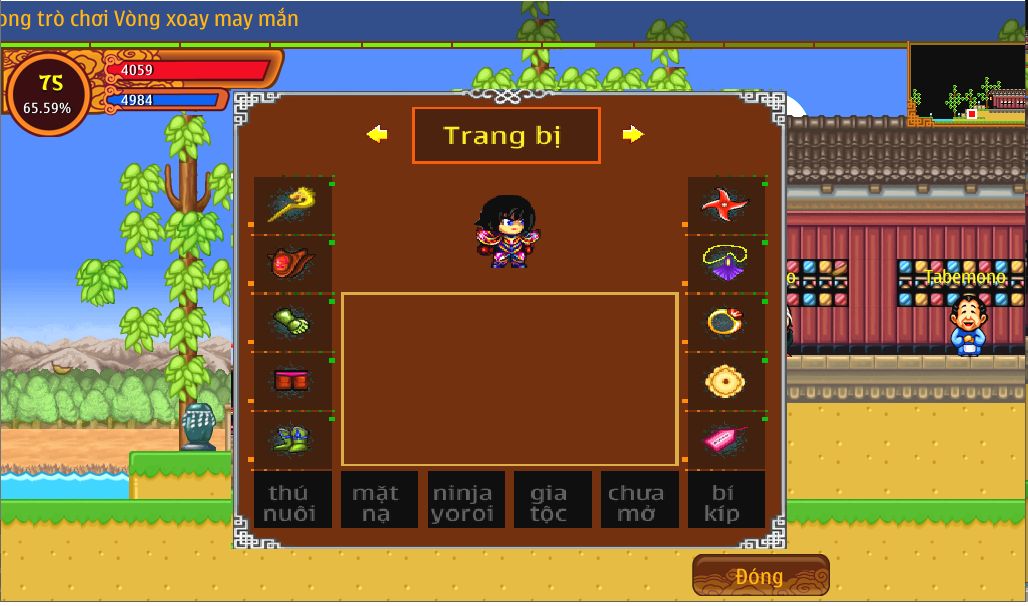 ong trò chơi Vòng xoay may mắn
75
65.59%
4059
4984
Trang bị
Tabemono
thú
nuôi
mặt
nạ
ninja
yoroi
gia
tộc
chưa
mở
bí
kíp
Đóng